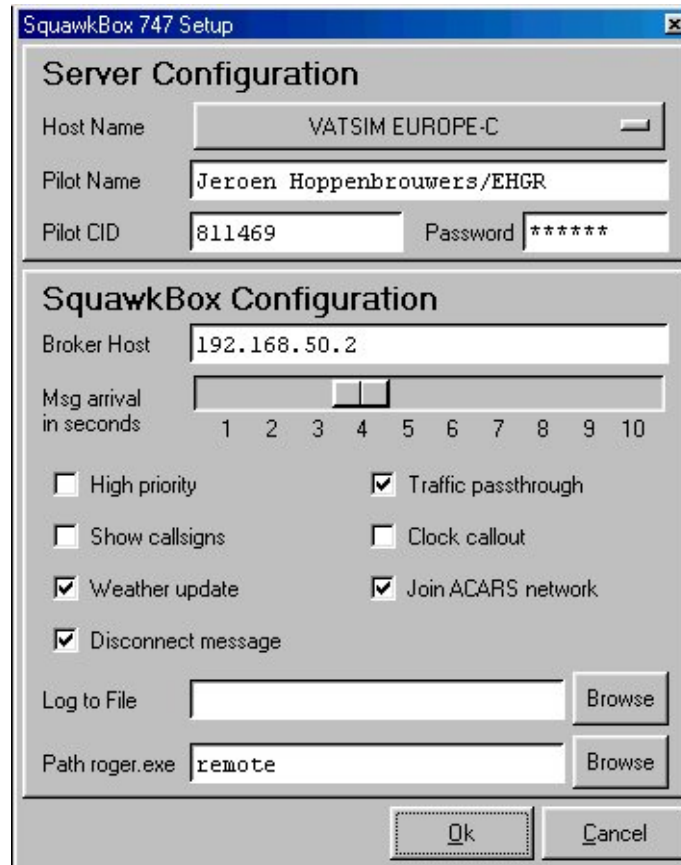 SquawkBox 747 Setup
Server Configuration
Host Name VATSIM EUROPE-C
Pilot Name Jeroen Hoppenbrouwers/EHGR
Pilot CID 811469 Password ******
SquawkBox Configuration
Broker Host 192.168.50.2
Msg arrival
in seconds
1 2 3 4 5 6 7 8 9 10
High priority Traffic passthrough
Show callsigns Clock callout
Weather update Join ACARS network
Disconnect message
Log to File Browse
Path roger.exe remote Browse
Ok Cancel